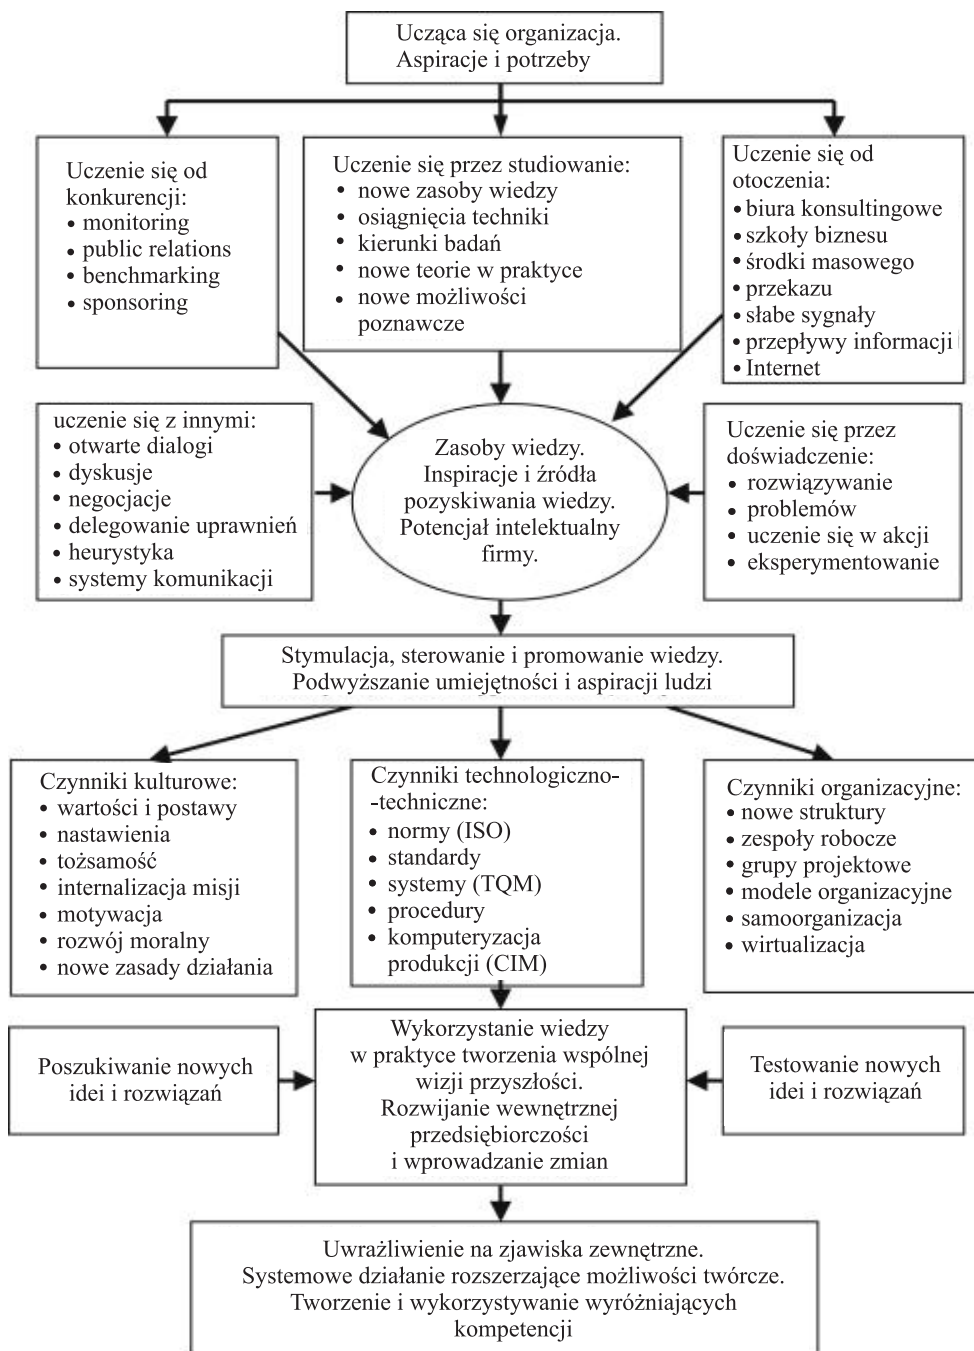 Ucząca się organizacja.
Aspiracje i potrzeby
Uczenie się od
konkurencji:
• monitoring
• public relations
• benchmarking
• sponsoring
Uczenie się przez studiowanie:
• nowe zasoby wiedzy
• osiągnięcia techniki
• kierunki badań
• nowe teorie w praktyce
• nowe możliwości
poznawcze
Uczenie się od
otoczenia:
• biura konsultingowe
• szkoły biznesu
• środki masowego
• przekazu
• słabe sygnały
• przepływy informacji
• Internet
uczenie się z innymi:
• otwarte dialogi
• dyskusje
• negocjacje
• delegowanie uprawnień
• heurystyka
• systemy komunikacji
Zasoby wiedzy.
Inspiracje i źródła
pozyskiwania wiedzy.
Potencjał intelektualny
firmy.
Uczenie się przez
doświadczenie:
• rozwiązywanie
• problemów
• uczenie się w akcji
• eksperymentowanie
Stymulacja, sterowanie i promowanie wiedzy.
Podwyższanie umiejętności i aspiracji ludzi
Czynniki kulturowe:
• wartości i postawy
• nastawienia
• tożsamość
• internalizacja misji
• motywacja
• rozwój moralny
• nowe zasady działania
Czynniki technologiczno-
-techniczne:
• normy (ISO)
• standardy
• systemy (TQM)
• procedury
• komputeryzacja
produkcji (CIM)
Czynniki organizacyjne:
• nowe struktury
• zespoły robocze
• grupy projektowe
• modele organizacyjne
• samoorganizacja
• wirtualizacja
Poszukiwanie nowych
idei i rozwiązań
Wykorzystanie wiedzy
w praktyce tworzenia wspólnej
wizji przyszłości.
Rozwijanie wewnętrznej
przedsiębiorczości
i wprowadzanie zmian
Testowanie nowych
idei i rozwiązań
Uwrażliwienie na zjawiska zewnętrzne.
Systemowe działanie rozszerzające możliwości twórcze.
Tworzenie i wykorzystywanie wyróżniających
kompetencji